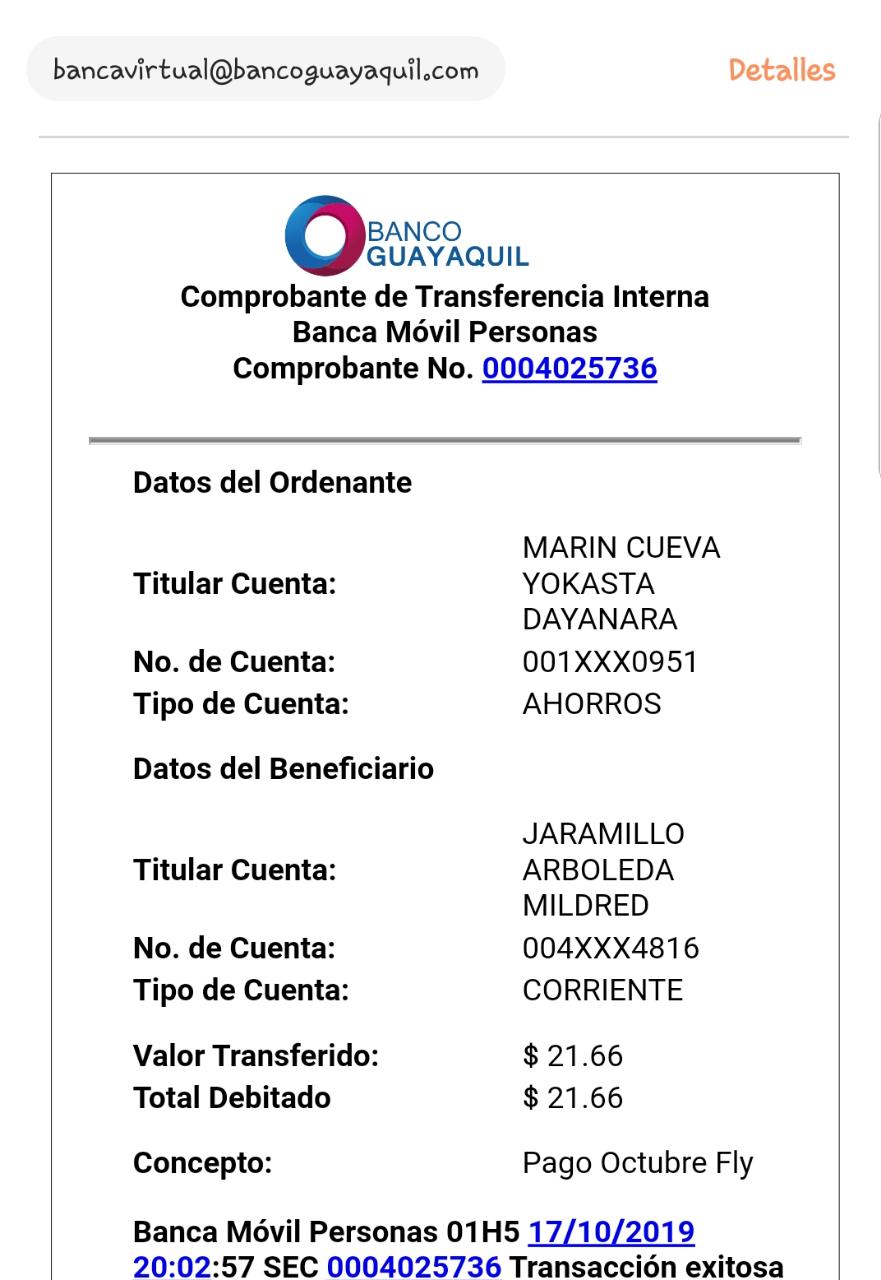 bancavirtual@bancoguayaquil.com
Detalles
BANCO
GUAYAQUIL
Comprobante de Transferencia Interna
Banca Móvil Personas
Comprobante No. 0004025736
Datos del Ordenante
Titular Cuenta: MARIN CUEVA
YOKASTA
DAYANARA
No. de Cuenta: 001XXX0951
Tipo de Cuenta: AHORROS
Datos del Beneficiario
Titular Cuenta: JARAMILLO
ARBOLEDA
MILDRED
No. de Cuenta: 004XXX4816
Tipo de Cuenta: CORRIENTE
Valor Transferido: $ 21.66
Total Debitado $ 21.66
Concepto: Pago Octubre Fly
Banca Móvil Personas 01H5 17/10/2019
20:02:57 SEC 0004025736 Transacción exitosa